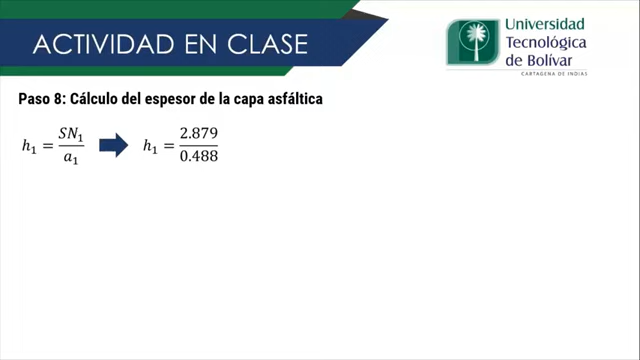 ACTIVIDAD EN CLASE
Universidad
Tecnológica
de Bolívar
CARTAGENA DE INDIAS
Paso 8: Cálculo del espesor de la capa asfáltica
h₁ = SN₁ / a₁ h₁ = 2.879 / 0.488